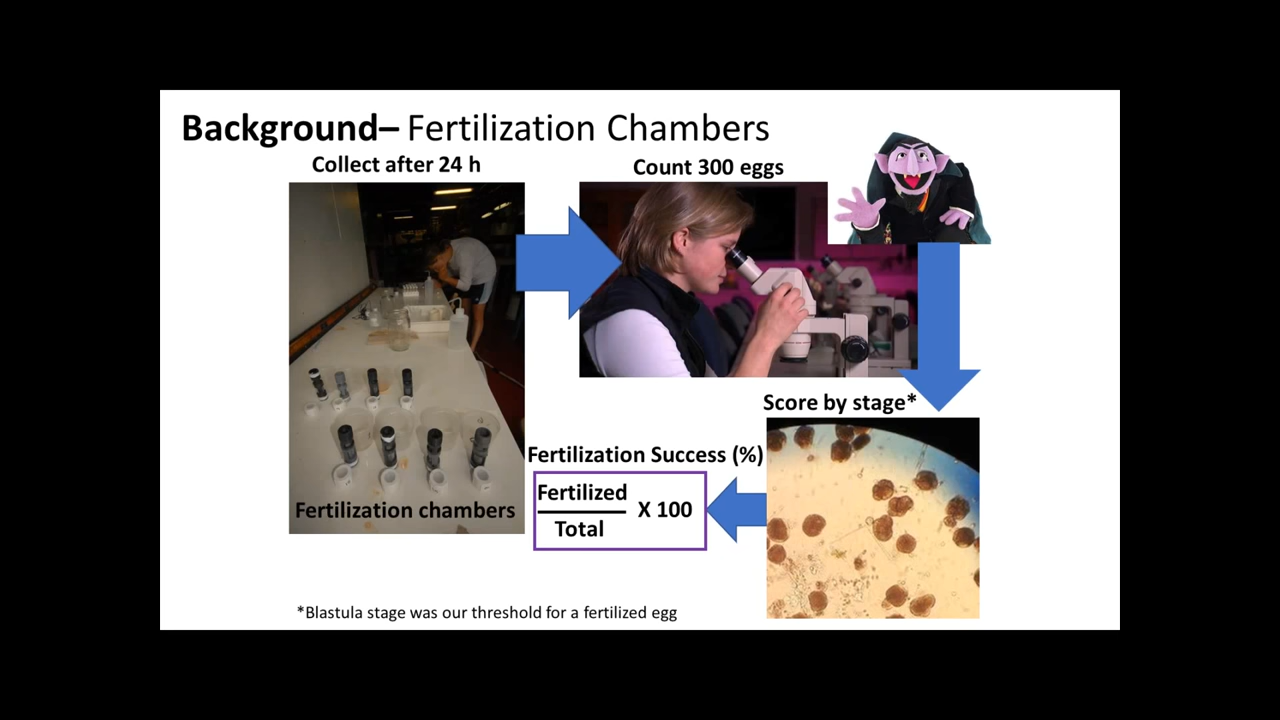 Background– Fertilization Chambers
Collect after 24 h
Count 300 eggs
Score by stage*
Fertilization Success (%)
Fertilized
X 100
Total
Fertilization chambers
*Blastula stage was our threshold for a fertilized egg